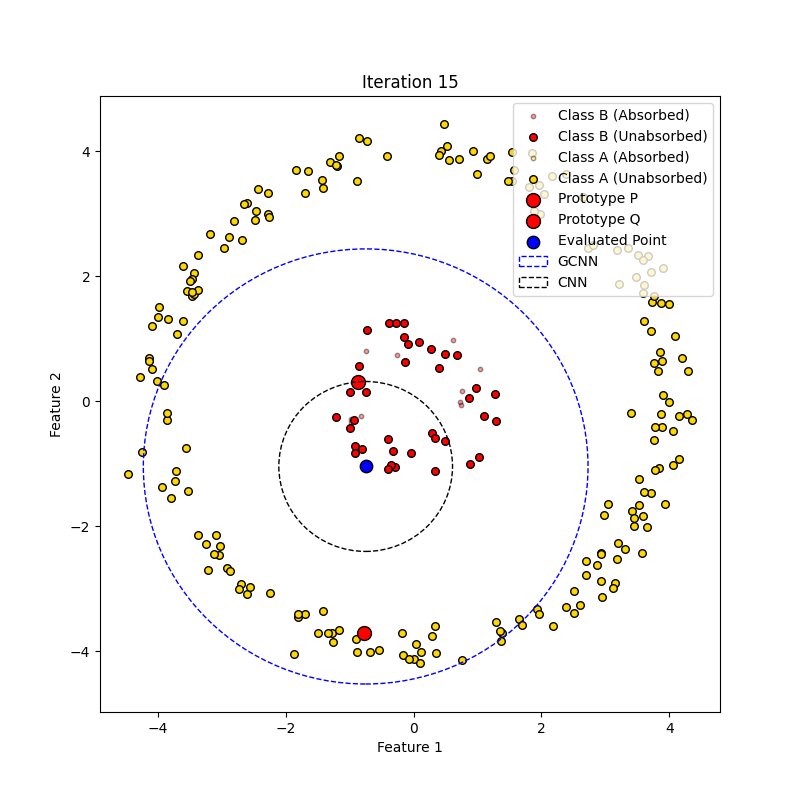 Iteration 15
Class B (Absorbed)
Class B (Unabsorbed)
Class A (Absorbed)
Class A (Unabsorbed)
Prototype P
Prototype Q
Evaluated Point
GCNN
CNN
4
2
0
−2
−4
Feature 2
−4 −2 0 2 4
Feature 1